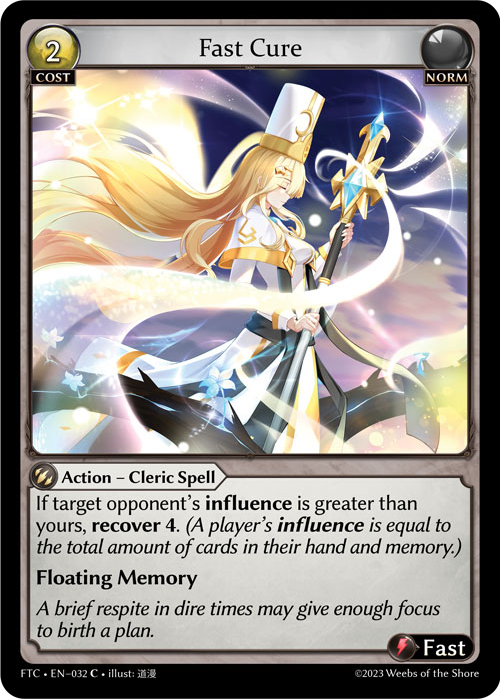 2
Fast Cure
COST
NORM
Action – Cleric Spell
If target opponent's influence is greater than
yours, recover 4. (A player's influence is equal to
the total amount of cards in their hand and memory.)
Floating Memory
A brief respite in dire times may give enough focus
to birth a plan.
Fast
FTC • EN-032 C • illust: 道漫
©2023 Weebs of the Shore